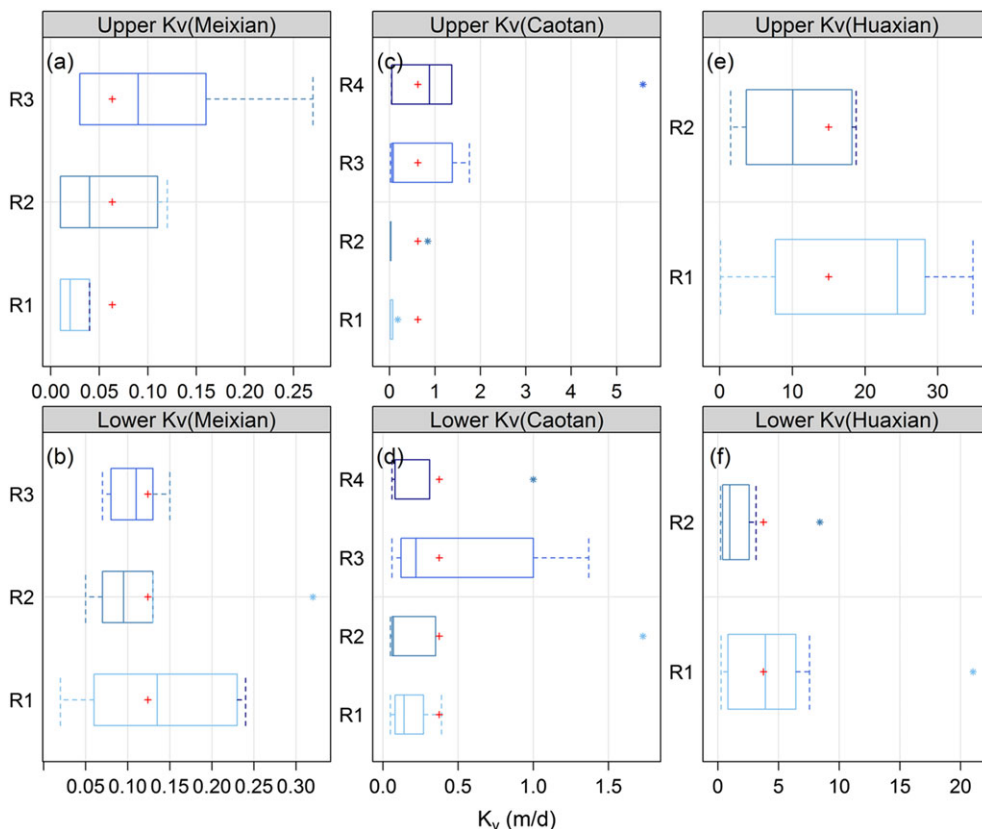 Upper Kv(Meixian) Upper Kv(Caotan) Upper Kv(Huaxian)
(a) (c) (e)
R3 R4 R2
R2 R3 R1
R1 R2
R1
0.00 0.05 0.10 0.15 0.20 0.25 0 1 2 3 4 5 0 10 20 30
Lower Kv(Meixian) Lower Kv(Caotan) Lower Kv(Huaxian)
(b) (d) (f)
R3 R4 R2
R2 R3 R1
R1 R2
R1
0.05 0.10 0.15 0.20 0.25 0.30 0.0 0.5 1.0 1.5 0 5 10 15 20
Kv (m/d)